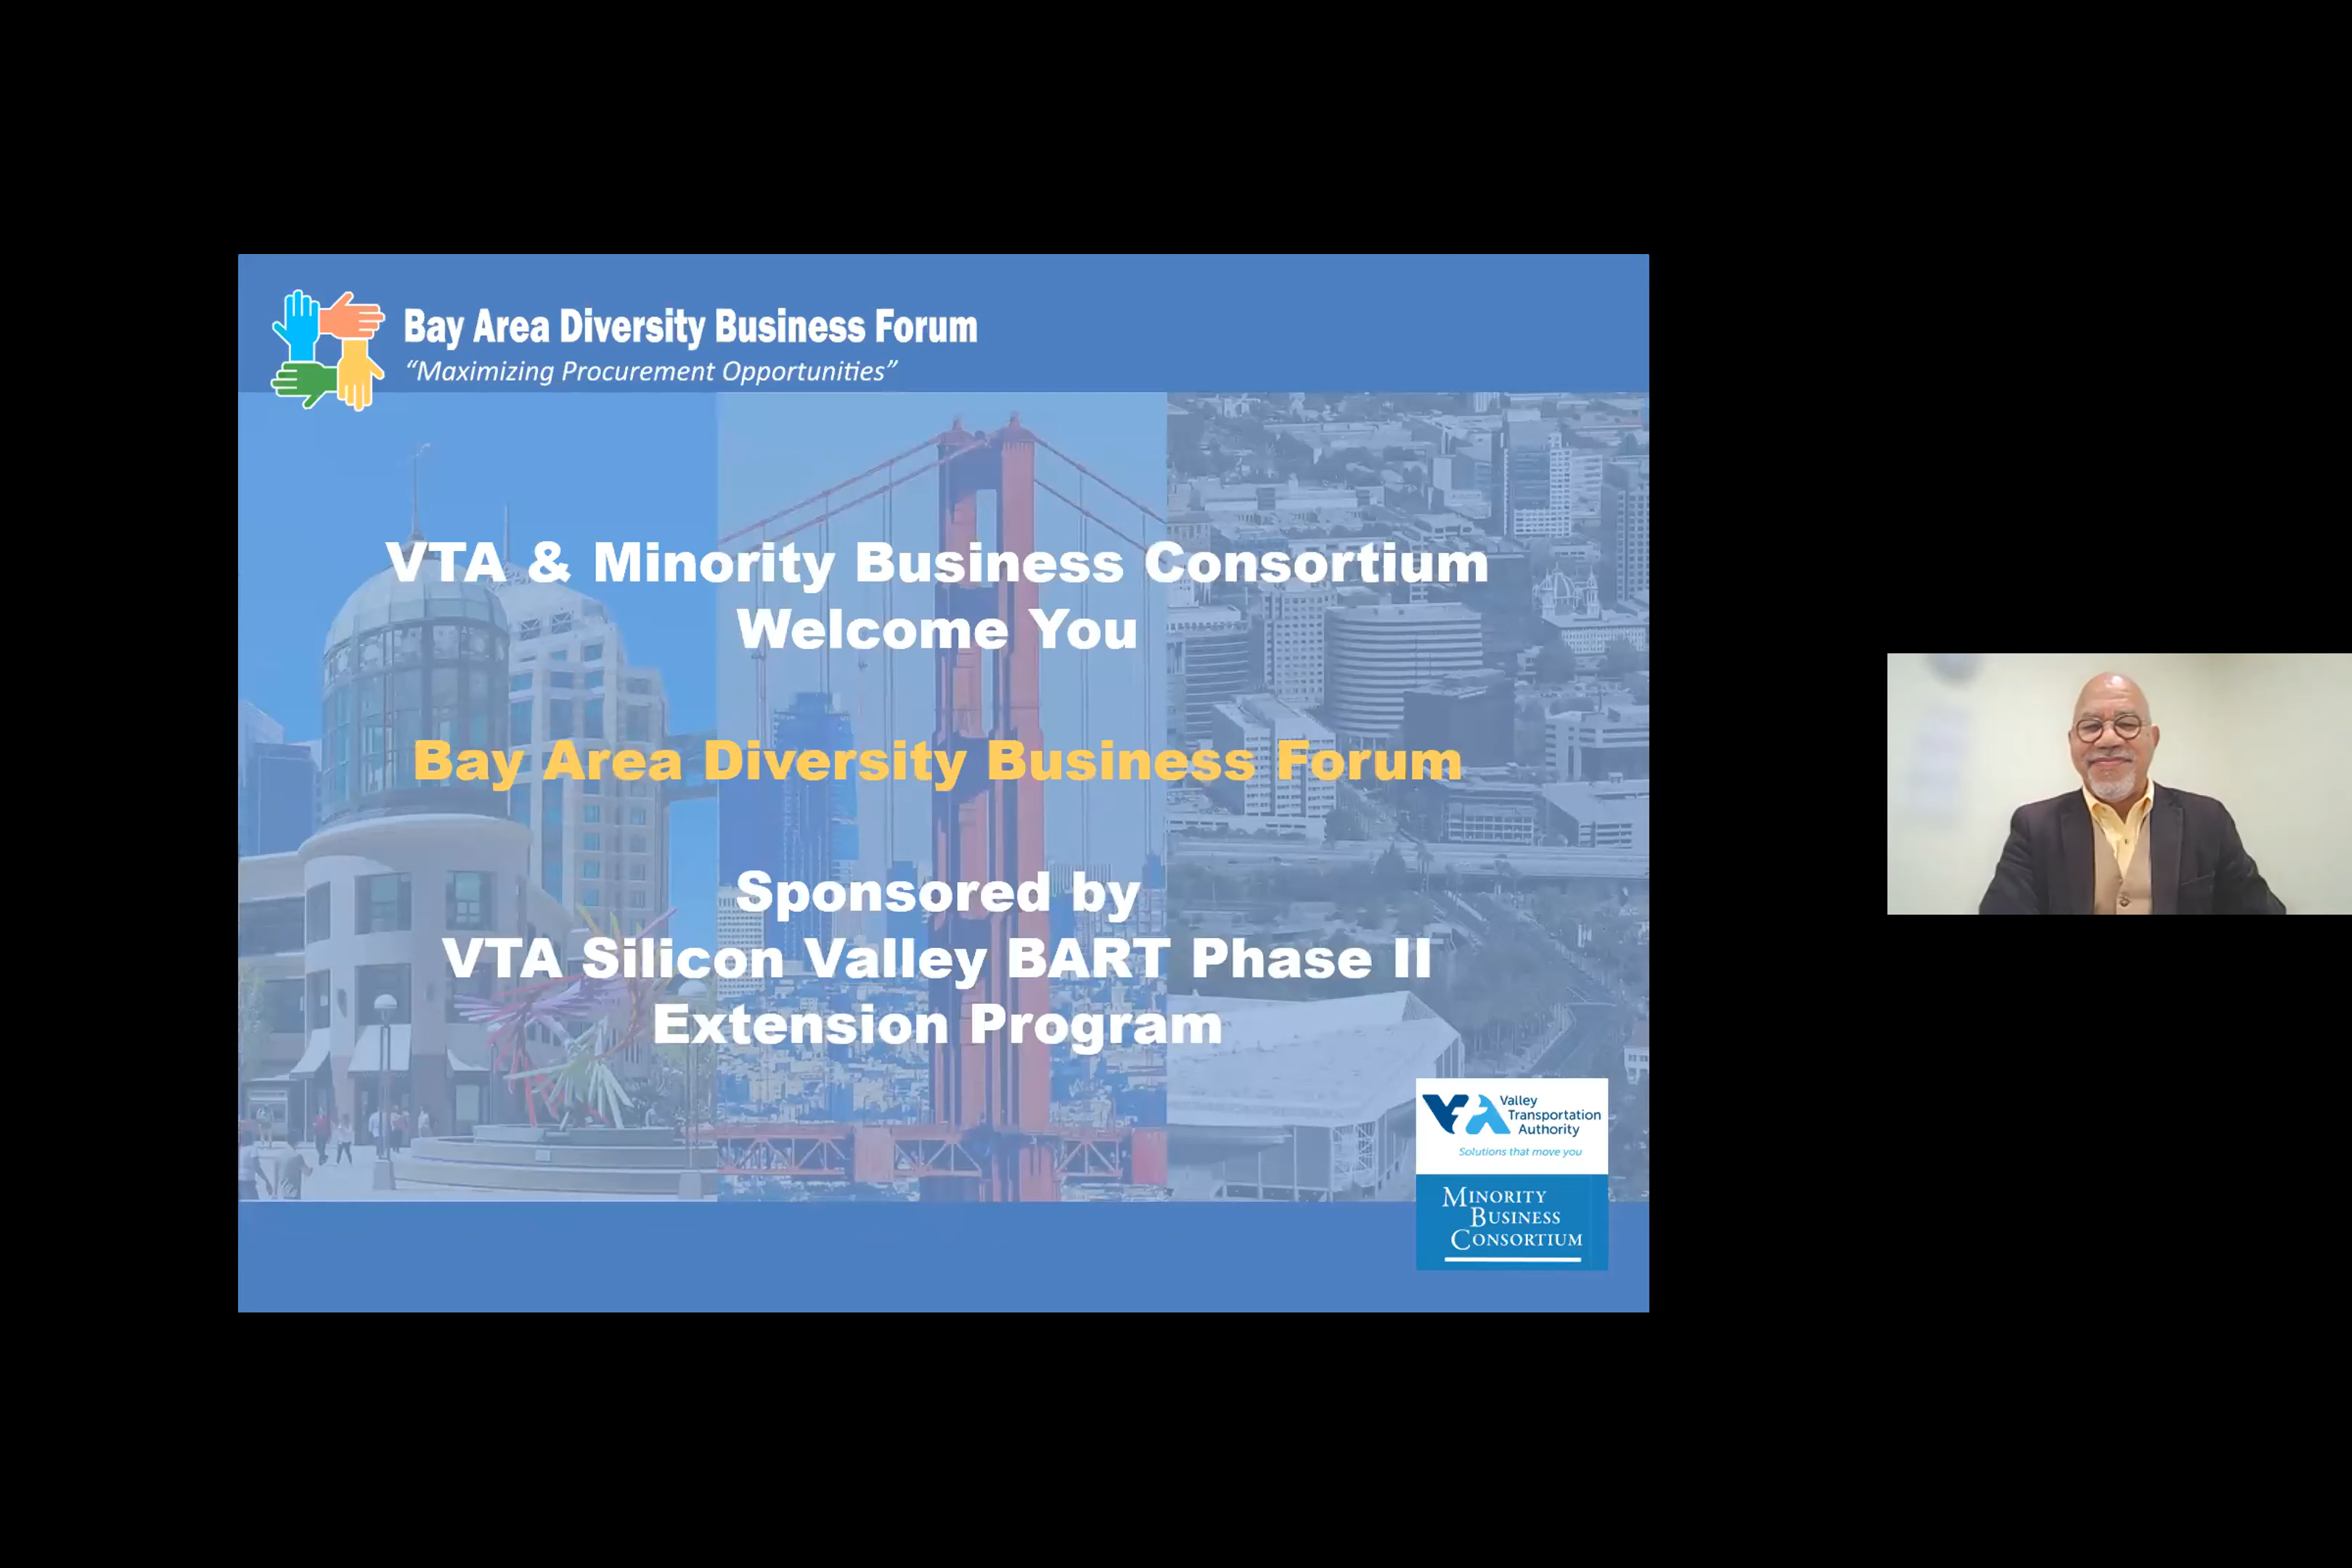 Bay Area Diversity Business Forum
“Maximizing Procurement Opportunities”
VTA & Minority Business Consortium
Welcome You
Bay Area Diversity Business Forum
Sponsored by
VTA Silicon Valley BART Phase II
Extension Program
VTA
Valley
Transportation
Authority
Solutions that move you
MINORITY
BUSINESS
CONSORTIUM